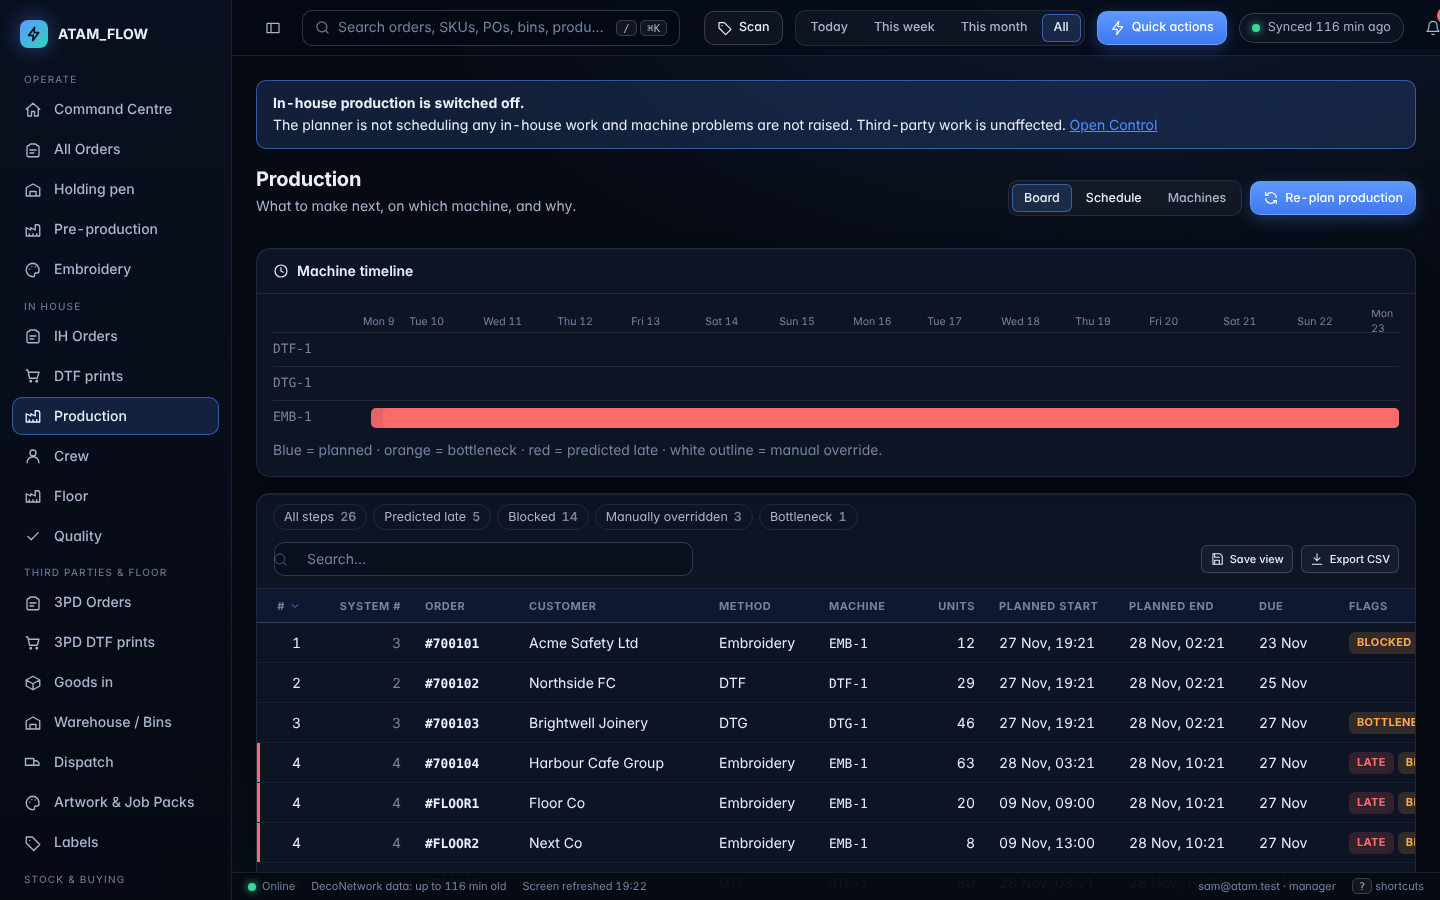 ATAM_FLOW
Search orders, SKUs, POs, bins, produ...
/
⌘K
Scan
Today
This week
This month
All
Quick actions
Synced 116 min ago
OPERATE
Command Centre
All Orders
Holding pen
Pre-production
Embroidery
IN HOUSE
IH Orders
DTF prints
Production
Crew
Floor
Quality
THIRD PARTIES & FLOOR
3PD Orders
3PD DTF prints
Goods in
Warehouse / Bins
Dispatch
Artwork & Job Packs
Labels
STOCK & BUYING
In-house production is switched off.
The planner is not scheduling any in-house work and machine problems are not raised. Third-party work is unaffected. Open Control
Production
What to make next, on which machine, and why.
Board
Schedule
Machines
Re-plan production
Machine timeline
Mon 9 Tue 10 Wed 11 Thu 12 Fri 13 Sat 14 Sun 15 Mon 16 Tue 17 Wed 18 Thu 19 Fri 20 Sat 21 Sun 22 Mon 23
DTF-1
DTG-1
EMB-1
Blue = planned · orange = bottleneck · red = predicted late · white outline = manual override.
All steps 26
Predicted late 5
Blocked 14
Manually overridden 3
Bottleneck 1
Search...
Save view
Export CSV
# SYSTEM # ORDER CUSTOMER METHOD MACHINE UNITS PLANNED START PLANNED END DUE FLAGS
1 3 #700101 Acme Safety Ltd Embroidery EMB-1 12 27 Nov, 19:21 28 Nov, 02:21 23 Nov BLOCKED
2 2 #700102 Northside FC DTF DTF-1 29 27 Nov, 19:21 28 Nov, 02:21 25 Nov
3 3 #700103 Brightwell Joinery DTG DTG-1 46 27 Nov, 19:21 28 Nov, 02:21 27 Nov BOTTLENE
4 4 #700104 Harbour Cafe Group Embroidery EMB-1 63 28 Nov, 03:21 28 Nov, 10:21 27 Nov LATE
4 4 #FLOOR1 Floor Co Embroidery EMB-1 20 09 Nov, 09:00 28 Nov, 10:21 27 Nov LATE
4 4 #FLOOR2 Next Co Embroidery EMB-1 8 09 Nov, 13:00 28 Nov, 10:21 27 Nov LATE
Online
DecoNetwork data: up to 116 min old
Screen refreshed 19:22
sam@atam.test · manager
? shortcuts